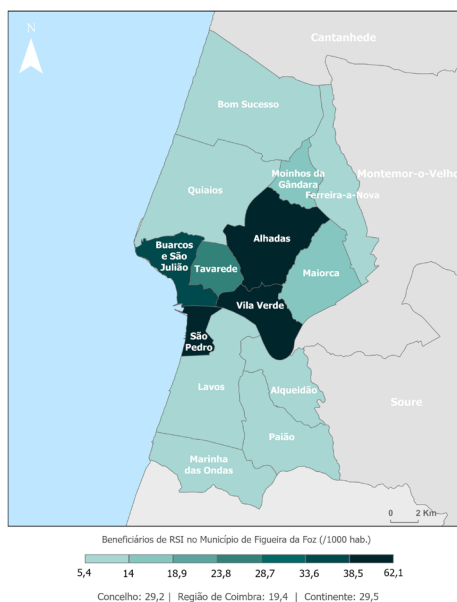 N
Cantanhede
Bom Sucesso
Moinhos da
Gândara
Montemor-o-Velho
Ferreira-a-Nova
Quiaios
Alhadas
Buarcos
e São
Julião
Tavarede
Maiorca
Vila Verde
São
Pedro
Lavos
Alqueidão
Soure
Paião
Marinha
das Ondas
0 2 Km
Beneficiários de RSI no Município de Figueira da Foz (/1000 hab.)
5,4 14 18,9 23,8 28,7 33,6 38,5 62,1
Concelho: 29,2 | Região de Coimbra: 19,4 | Continente: 29,5